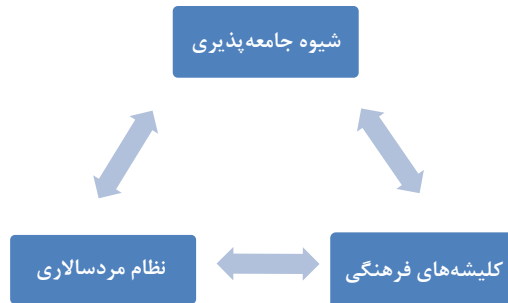 شیوه جامعه‌پذیری
کلیشه‌های فرهنگی
نظام مردسالاری